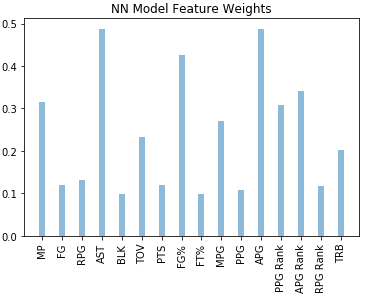 NN Model Feature Weights
0.5
0.4
0.3
0.2
0.1
0.0
MP
FG
RPG
AST
BLK
TOV
PTS
FG%
FT%
MPG
PPG
APG
PPG Rank
APG Rank
RPG Rank
TRB